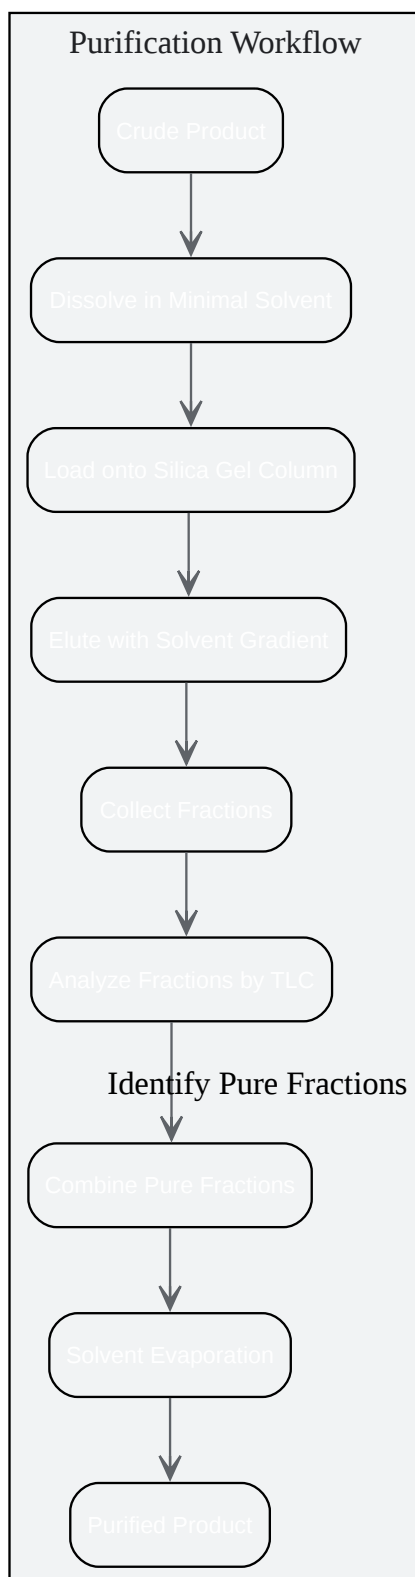 Purification Workflow
Crude Product
Dissolve in Minimal Solvent
Load onto Silica Gel Column
Elute with Solvent Gradient
Collect Fractions
Analyze Fractions by TLC
Identify Pure Fractions
Combine Pure Fractions
Solvent Evaporation
Purified Product